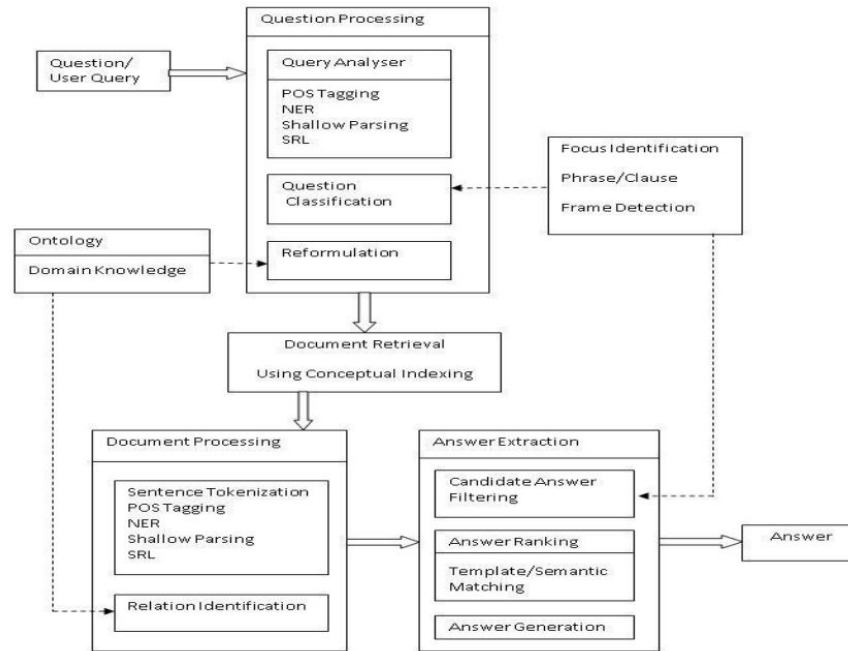 Question Processing
Question/
User Query
Query Analyser
POS Tagging
NER
Shallow Parsing
SRL
Question
Classification
Reformulation
Focus Identification
Phrase/Clause
Frame Detection
Ontology
Domain Knowledge
Document Retrieval
Using Conceptual Indexing
Document Processing
Sentence Tokenization
POS Tagging
NER
Shallow Parsing
SRL
Relation Identification
Answer Extraction
Candidate Answer
Filtering
Answer Ranking
Template/Semantic
Matching
Answer Generation
Answer